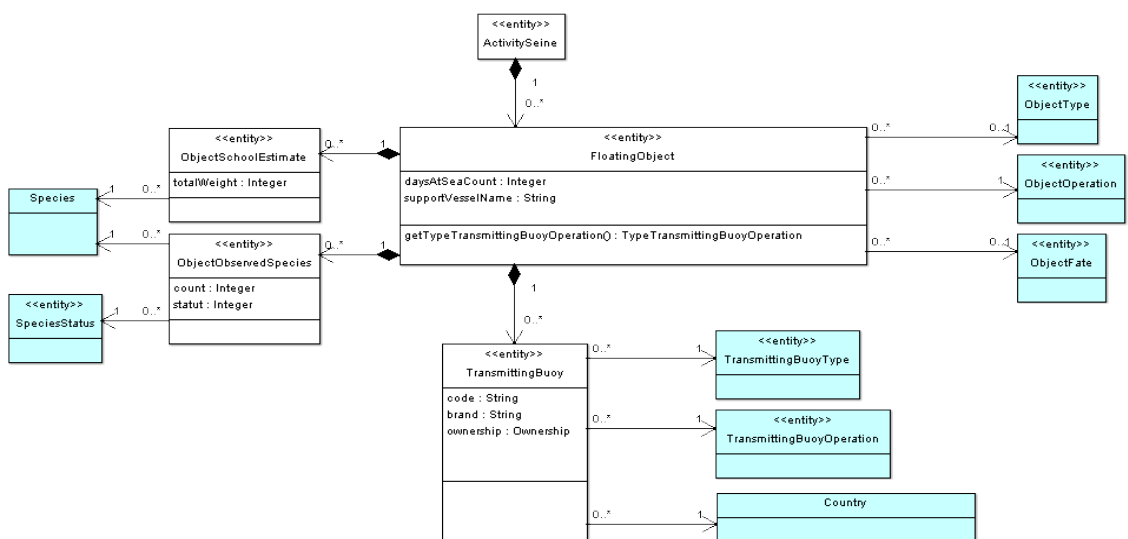 <<entity>>
ActivitySeine
1
0..*
<<entity>>
ObjectType
0..*
0..1
<<entity>>
ObjectSchoolEstimate
totalWeight : Integer
0..*
1
<<entity>>
FloatingObject
daysAtSeaCount : Integer
supportVesselName : String
getTypeTransmittingBuoyOperation() : TypeTransmittingBuoyOperation
<<entity>>
ObjectOperation
0..*
1
Species
1
0..*
1
0..*
<<entity>>
ObjectObservedSpecies
count : Integer
statut : Integer
0..*
1
0..*
0..1
<<entity>>
ObjectFate
<<entity>>
SpeciesStatus
1
0..*
1
0..*
<<entity>>
TransmittingBuoy
code : String
brand : String
ownership : Ownership
0..*
1
<<entity>>
TransmittingBuoyType
0..*
1
<<entity>>
TransmittingBuoyOperation
0..*
1
Country